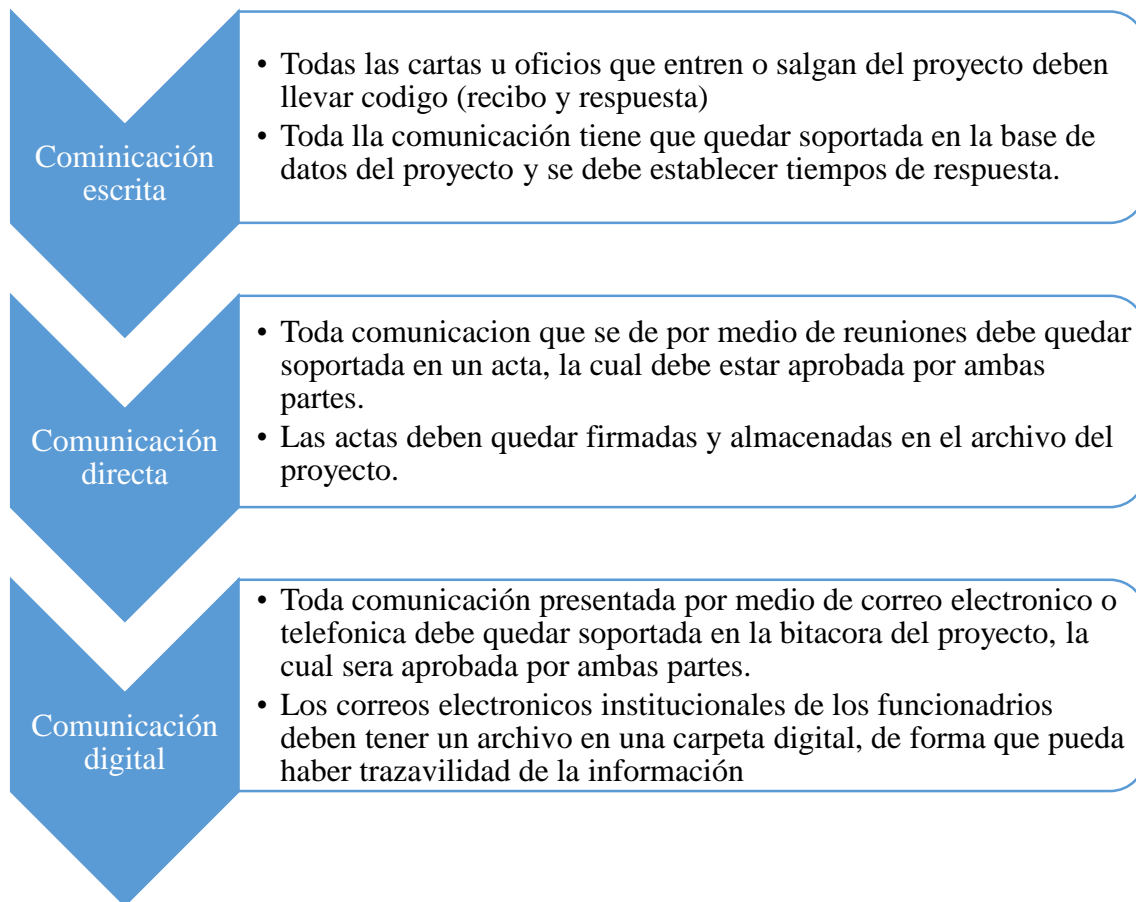 Cominicación
escrita
• Todas las cartas u oficios que entren o salgan del proyecto deben
llevar codigo (recibo y respuesta)
• Toda lla comunicación tiene que quedar soportada en la base de
datos del proyecto y se debe establecer tiempos de respuesta.
Comunicación
directa
• Toda comunicacion que se de por medio de reuniones debe quedar
soportada en un acta, la cual debe estar aprobada por ambas
partes.
• Las actas deben quedar firmadas y almacenadas en el archivo del
proyecto.
Comunicación
digital
• Toda comunicación presentada por medio de correo electronico o
telefonica debe quedar soportada en la bitacora del proyecto, la
cual sera aprobada por ambas partes.
• Los correos electronicos institucionales de los funcionadrios
deben tener un archivo en una carpeta digital, de forma que pueda
haber trazavilidad de la información